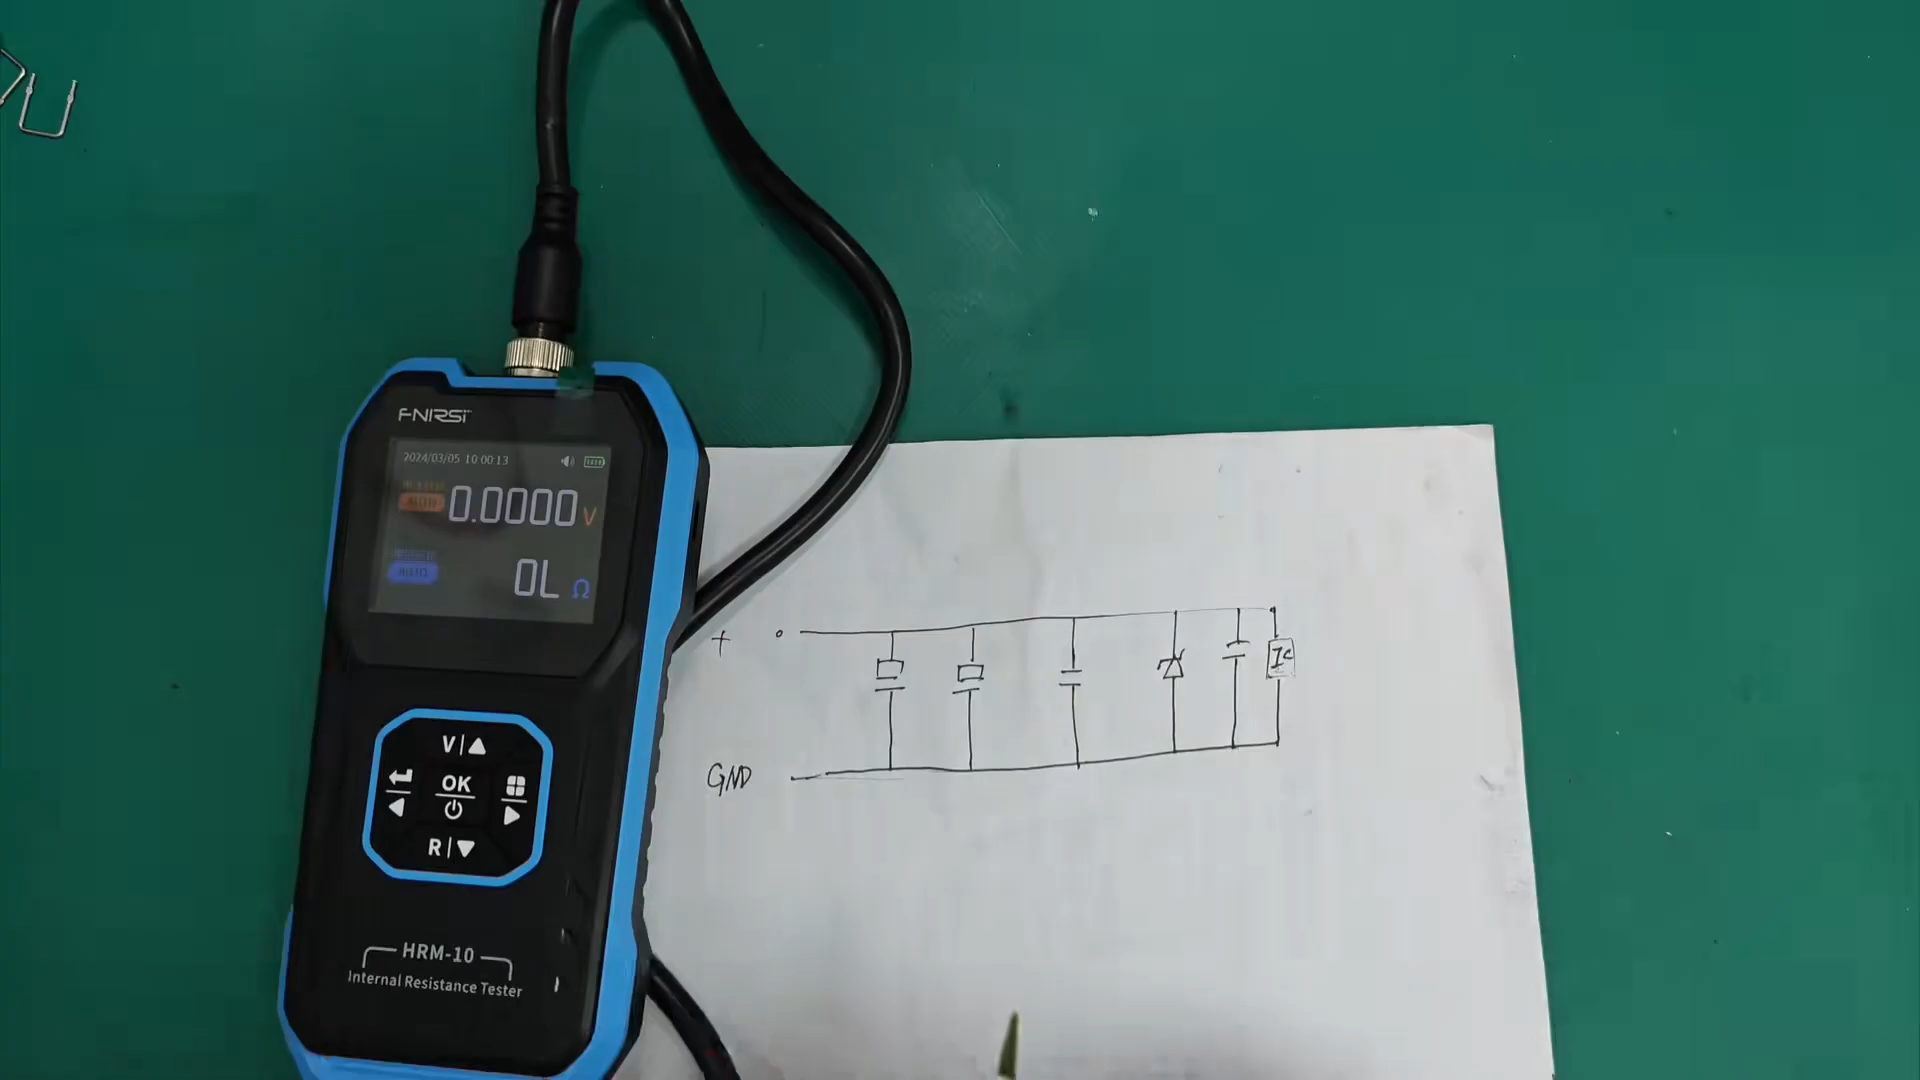 FNIRSI
2024/03/05 10:00:13
AUTO 0.0000 V
AUTO 0L Ω
V|▲
OK
R|▼
HRM-10
Internal Resistance Tester
+
IC
GND